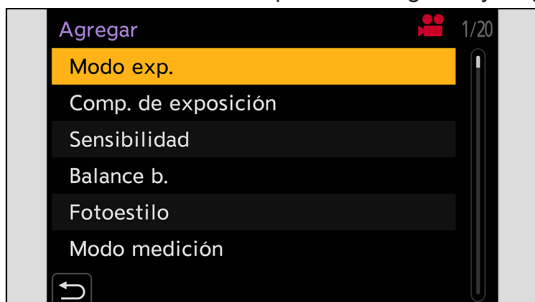 Agregar 1/20
Modo exp.
Comp. de exposición
Sensibilidad
Balance b.
Fotoestilo
Modo medición